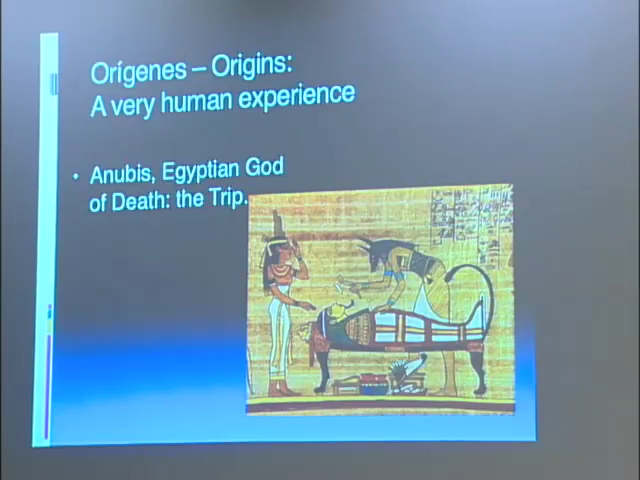 Orígenes – Origins:
A very human experience
• Anubis, Egyptian God
of Death: the Trip.